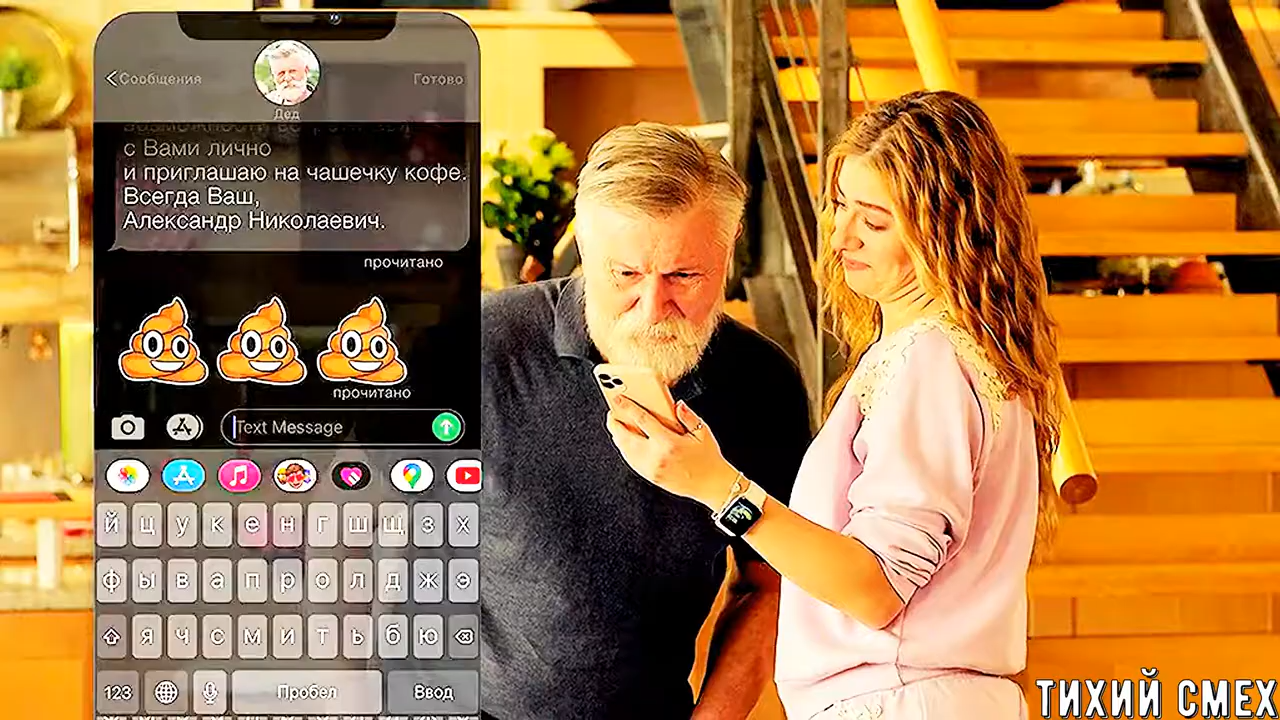 Сообщения
Готово
Дед
с Вами лично
и приглашаю на чашечку кофе.
Всегда Ваш,
Александр Николаевич.
прочитано
прочитано
Text Message
й ц у к е н г ш щ з х
ф ы в а п р о л д ж э
я ч с м и т ь б ю
123
Пробел
Ввод
ТИХИЙ СМЕХ